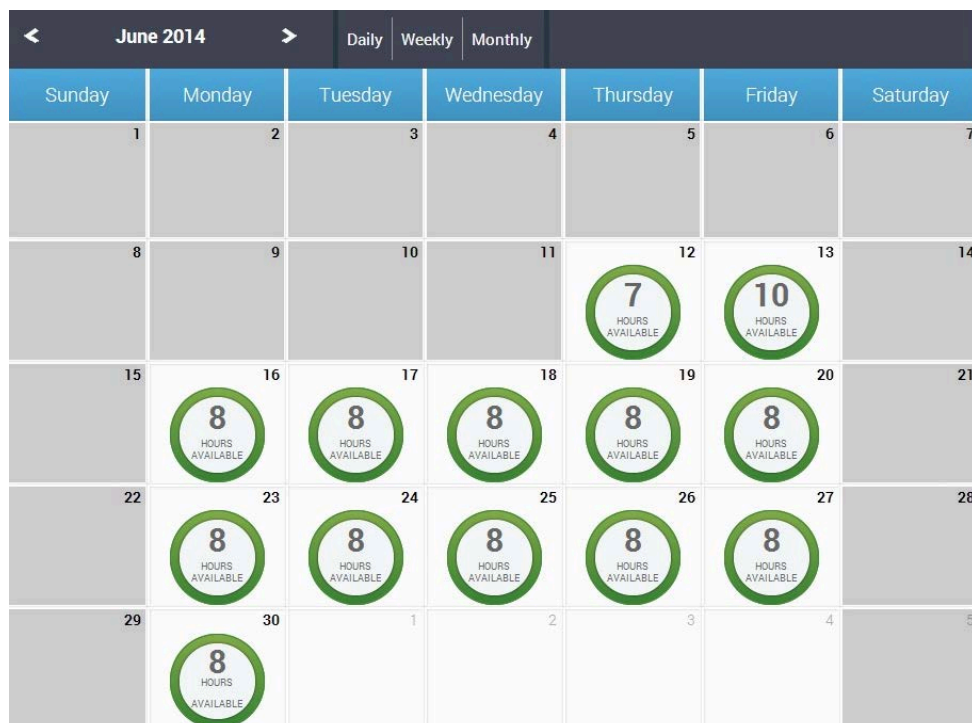 < June 2014 > Daily Weekly Monthly
Sunday Monday Tuesday Wednesday Thursday Friday Saturday
1 2 3 4 5 6 7
8 9 10 11 12 13 14
7 10
HOURS HOURS
AVAILABLE AVAILABLE
15 16 17 18 19 20 21
8 8 8 8 8
HOURS HOURS HOURS HOURS HOURS
AVAILABLE AVAILABLE AVAILABLE AVAILABLE AVAILABLE
22 23 24 25 26 27 28
8 8 8 8 8
HOURS HOURS HOURS HOURS HOURS
AVAILABLE AVAILABLE AVAILABLE AVAILABLE AVAILABLE
29 30 1 2 3 4 5
8
HOURS
AVAILABLE